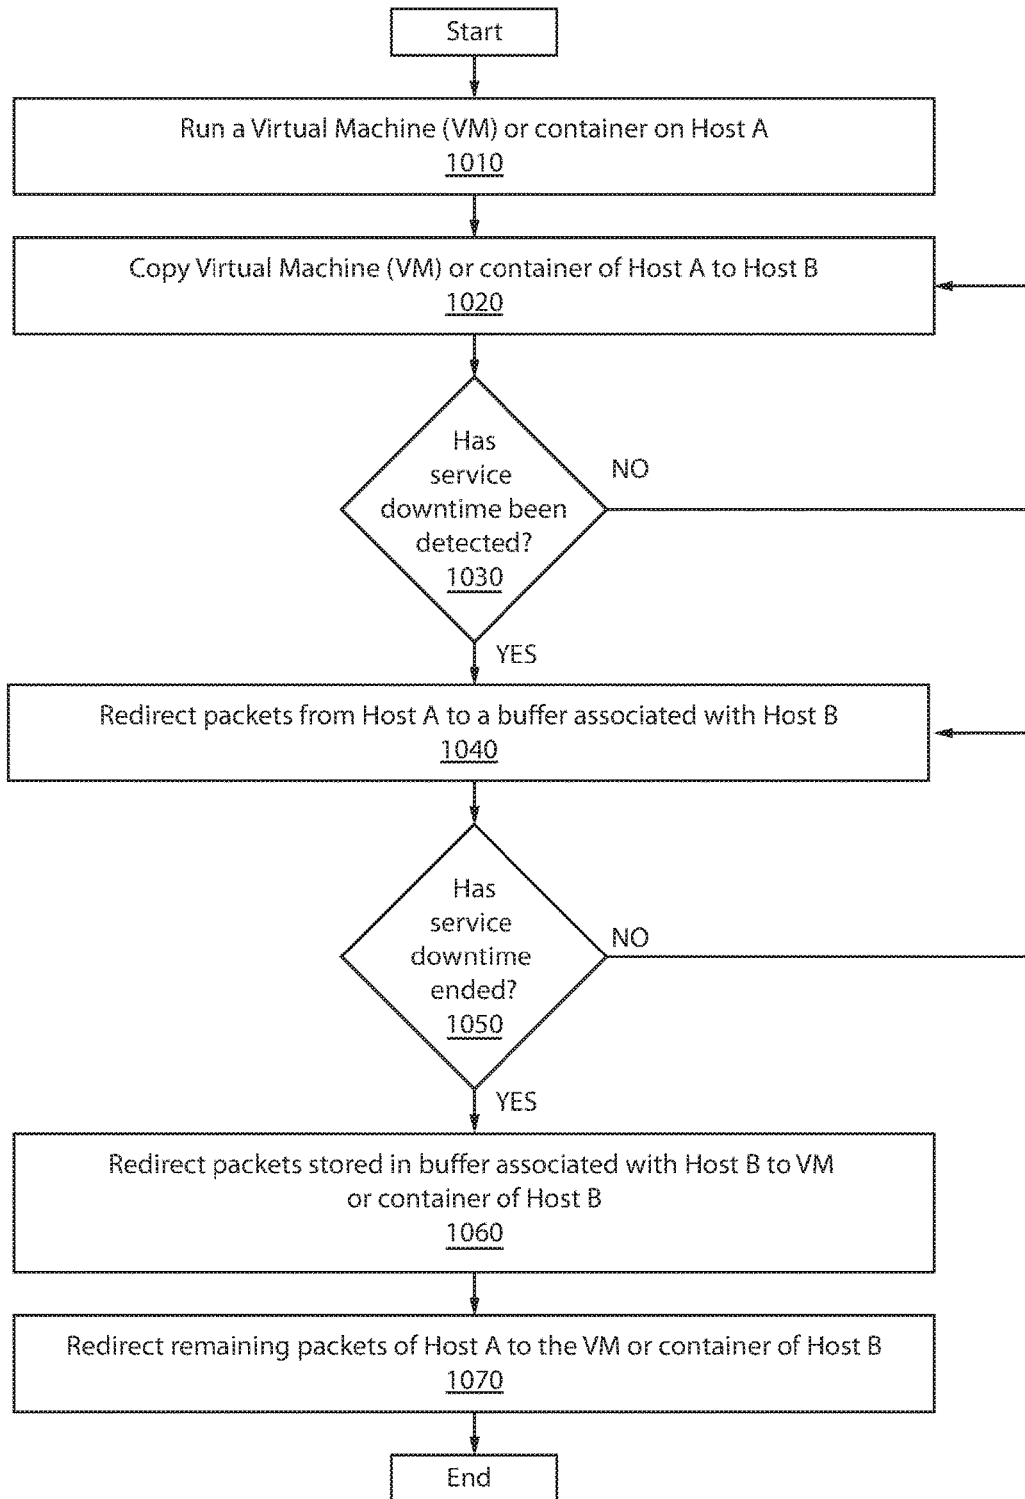 Start
Run a Virtual Machine (VM) or container on Host A
1010
Copy Virtual Machine (VM) or container of Host A to Host B
1020
Has
service
downtime been
detected?
1030
NO
YES
Redirect packets from Host A to a buffer associated with Host B
1040
Has
service
downtime
ended?
1050
NO
YES
Redirect packets stored in buffer associated with Host B to VM
or container of Host B
1060
Redirect remaining packets of Host A to the VM or container of Host B
1070
End